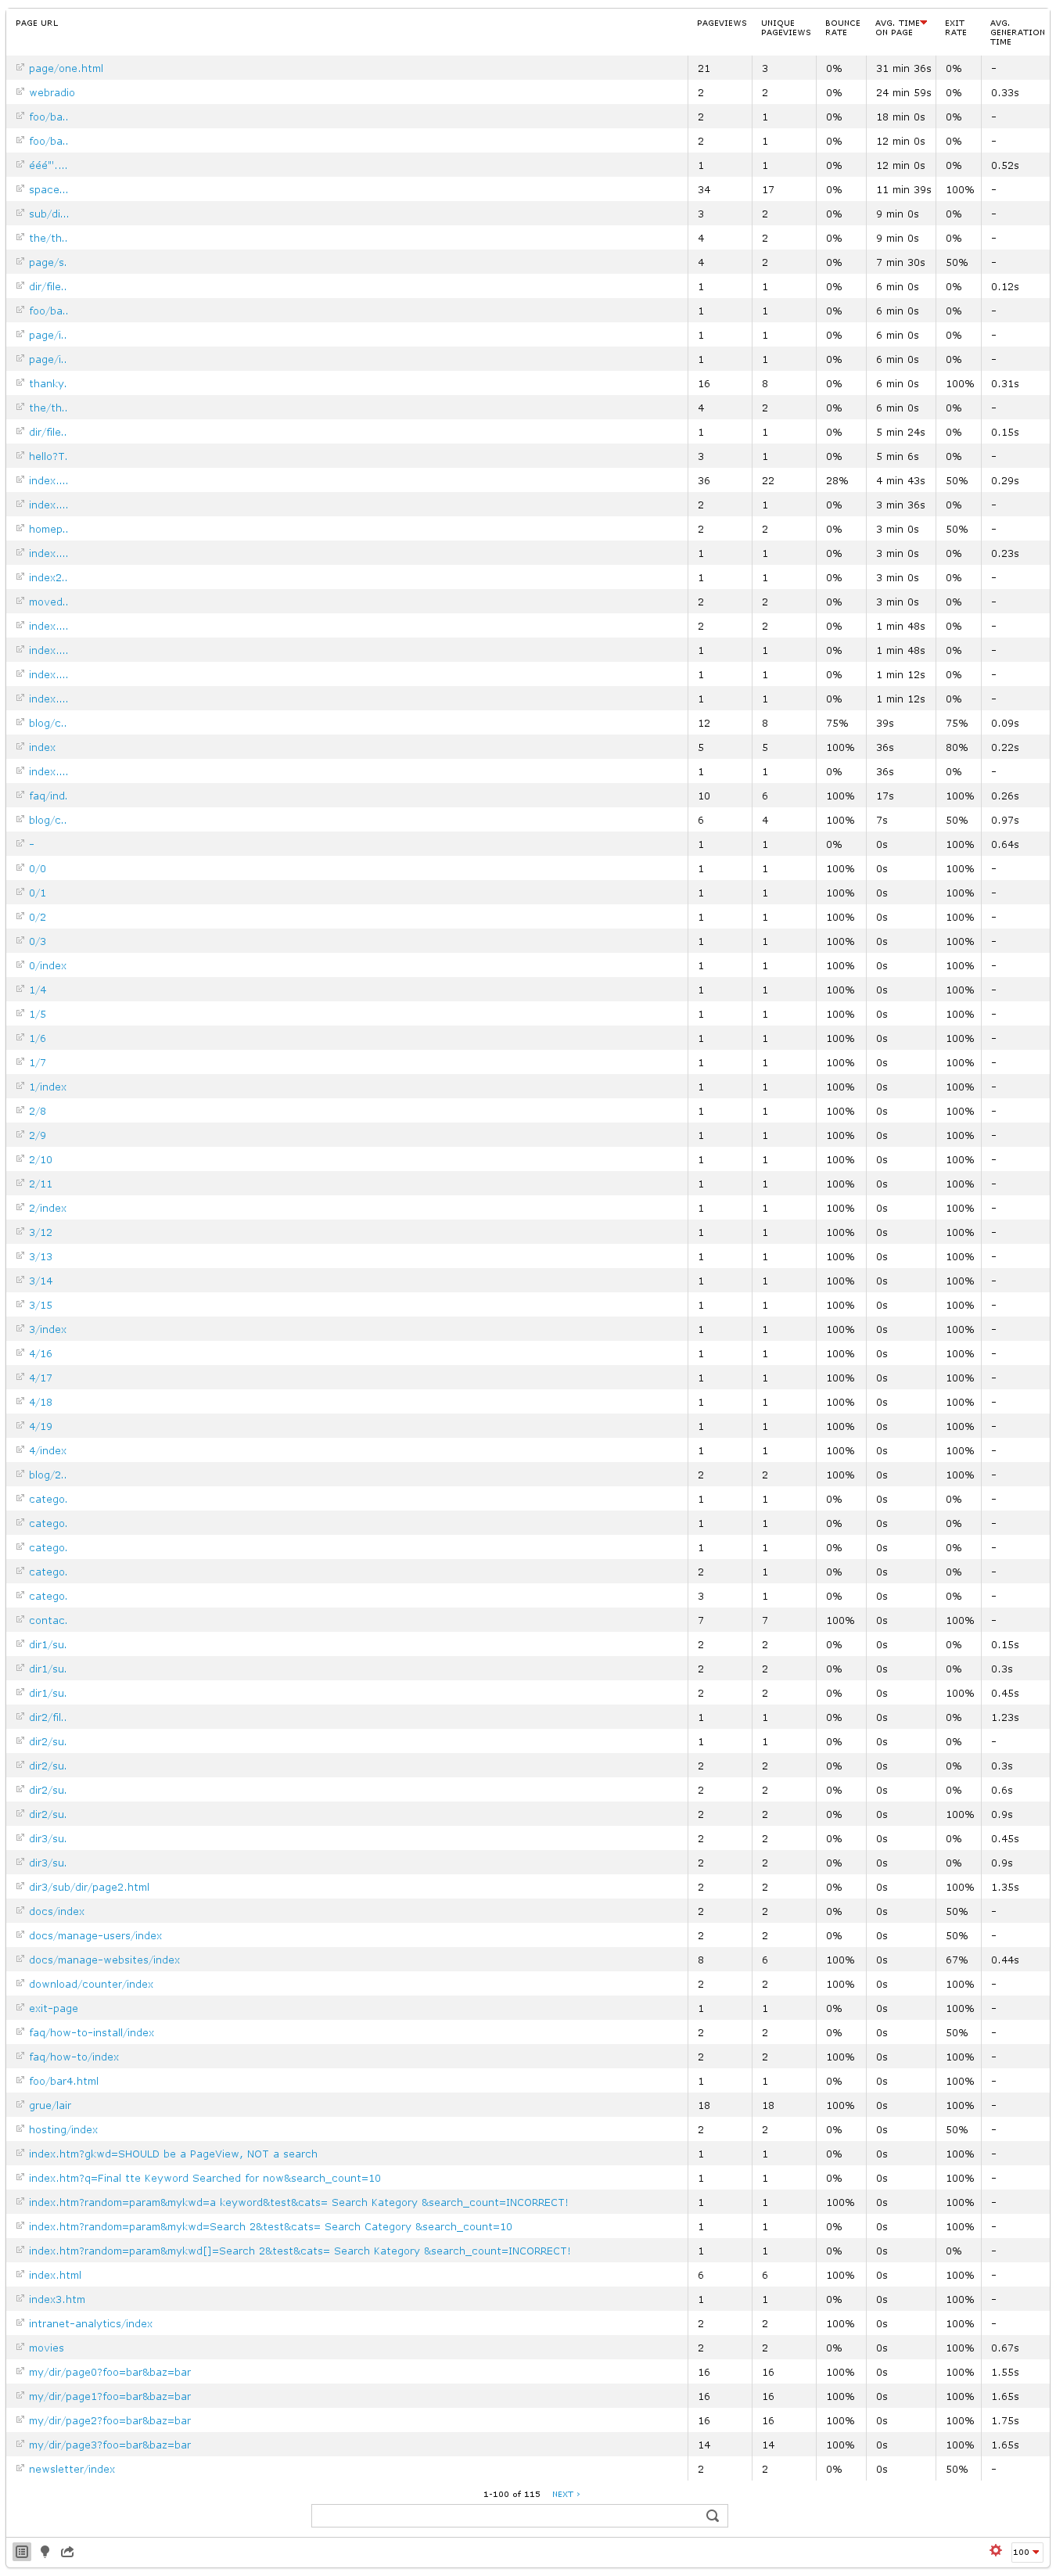 PAGE URL PAGEVIEWS UNIQUE PAGEVIEWS BOUNCE RATE AVG. TIME ON PAGE EXIT RATE AVG. GENERATION TIME
page/one.html 21 3 0% 31 min 36s 0% -
webradio 2 2 0% 24 min 59s 0% 0.33s
foo/ba.. 2 1 0% 18 min 0s 0% -
foo/ba.. 2 1 0% 12 min 0s 0% -
ééé"'.... 1 1 0% 12 min 0s 0% 0.52s
space... 34 17 0% 11 min 39s 100% -
sub/di... 3 2 0% 9 min 0s 0% -
the/th.. 4 2 0% 9 min 0s 0% -
page/s. 4 2 0% 7 min 30s 50% -
dir/file.. 1 1 0% 6 min 0s 0% 0.12s
foo/ba.. 1 1 0% 6 min 0s 0% -
page/i.. 1 1 0% 6 min 0s 0% -
page/i.. 1 1 0% 6 min 0s 0% -
thanky. 16 8 0% 6 min 0s 100% 0.31s
the/th.. 4 2 0% 6 min 0s 0% -
dir/file.. 1 1 0% 5 min 24s 0% 0.15s
hello?T. 3 1 0% 5 min 6s 0% -
index.... 36 22 28% 4 min 43s 50% 0.29s
index.... 2 1 0% 3 min 36s 0% -
homep.. 2 2 0% 3 min 0s 50% -
index.... 1 1 0% 3 min 0s 0% 0.23s
index2.. 1 1 0% 3 min 0s 0% -
moved.. 2 2 0% 3 min 0s 0% -
index.... 2 2 0% 1 min 48s 0% -
index.... 1 1 0% 1 min 48s 0% -
index.... 1 1 0% 1 min 12s 0% -
index.... 1 1 0% 1 min 12s 0% -
blog/c.. 12 8 75% 39s 75% 0.09s
index 5 5 100% 36s 80% 0.22s
index.... 1 1 0% 36s 0% -
faq/ind. 10 6 100% 17s 100% 0.26s
blog/c.. 6 4 100% 7s 50% 0.97s
- 1 1 0% 0s 100% 0.64s
0/0 1 1 100% 0s 100% -
0/1 1 1 100% 0s 100% -
0/2 1 1 100% 0s 100% -
0/3 1 1 100% 0s 100% -
0/index 1 1 100% 0s 100% -
1/4 1 1 100% 0s 100% -
1/5 1 1 100% 0s 100% -
1/6 1 1 100% 0s 100% -
1/7 1 1 100% 0s 100% -
1/index 1 1 100% 0s 100% -
2/8 1 1 100% 0s 100% -
2/9 1 1 100% 0s 100% -
2/10 1 1 100% 0s 100% -
2/11 1 1 100% 0s 100% -
2/index 1 1 100% 0s 100% -
3/12 1 1 100% 0s 100% -
3/13 1 1 100% 0s 100% -
3/14 1 1 100% 0s 100% -
3/15 1 1 100% 0s 100% -
3/index 1 1 100% 0s 100% -
4/16 1 1 100% 0s 100% -
4/17 1 1 100% 0s 100% -
4/18 1 1 100% 0s 100% -
4/19 1 1 100% 0s 100% -
4/index 1 1 100% 0s 100% -
blog/2.. 2 2 100% 0s 100% -
catego. 1 1 0% 0s 0% -
catego. 1 1 0% 0s 0% -
catego. 1 1 0% 0s 0% -
catego. 2 1 0% 0s 0% -
catego. 3 1 0% 0s 0% -
contac. 7 7 100% 0s 100% -
dir1/su. 2 2 0% 0s 0% 0.15s
dir1/su. 2 2 0% 0s 0% 0.3s
dir1/su. 2 2 0% 0s 100% 0.45s
dir2/fil.. 1 1 0% 0s 0% 1.23s
dir2/su. 1 1 0% 0s 0% -
dir2/su. 2 2 0% 0s 0% 0.3s
dir2/su. 2 2 0% 0s 0% 0.6s
dir2/su. 2 2 0% 0s 100% 0.9s
dir3/su. 2 2 0% 0s 0% 0.45s
dir3/su. 2 2 0% 0s 0% 0.9s
dir3/sub/dir/page2.html 2 2 0% 0s 100% 1.35s
docs/index 2 2 0% 0s 50% -
docs/manage-users/index 2 2 0% 0s 50% -
docs/manage-websites/index 8 6 100% 0s 67% 0.44s
download/counter/index 2 2 100% 0s 100% -
exit-page 1 1 0% 0s 100% -
faq/how-to-install/index 2 2 0% 0s 50% -
faq/how-to/index 2 2 100% 0s 100% -
foo/bar4.html 1 1 0% 0s 100% -
grue/lair 18 18 100% 0s 100% -
hosting/index 2 2 0% 0s 50% -
index.htm?gkwd=SHOULD be a PageView, NOT a search 1 1 0% 0s 100% -
index.htm?q=Final tte Keyword Searched for now&search_count=10 1 1 0% 0s 100% -
index.htm?random=param&mykwd=a keyword&test&cats= Search Kategory &search_count=INCORRECT! 1 1 100% 0s 100% -
index.htm?random=param&mykwd=Search 2&test&cats= Search Category &search_count=10 1 1 0% 0s 100% -
index.htm?random=param&mykwd[]=Search 2&test&cats= Search Kategory &search_count=INCORRECT! 1 1 0% 0s 0% -
index.html 6 6 100% 0s 100% -
index3.htm 1 1 0% 0s 100% -
intranet-analytics/index 2 2 100% 0s 100% -
movies 2 2 0% 0s 100% 0.67s
my/dir/page0?foo=bar&baz=bar 16 16 100% 0s 100% 1.55s
my/dir/page1?foo=bar&baz=bar 16 16 100% 0s 100% 1.65s
my/dir/page2?foo=bar&baz=bar 16 16 100% 0s 100% 1.75s
my/dir/page3?foo=bar&baz=bar 14 14 100% 0s 100% 1.65s
newsletter/index 2 2 0% 0s 50% -
1-100 of 115 NEXT ›
100